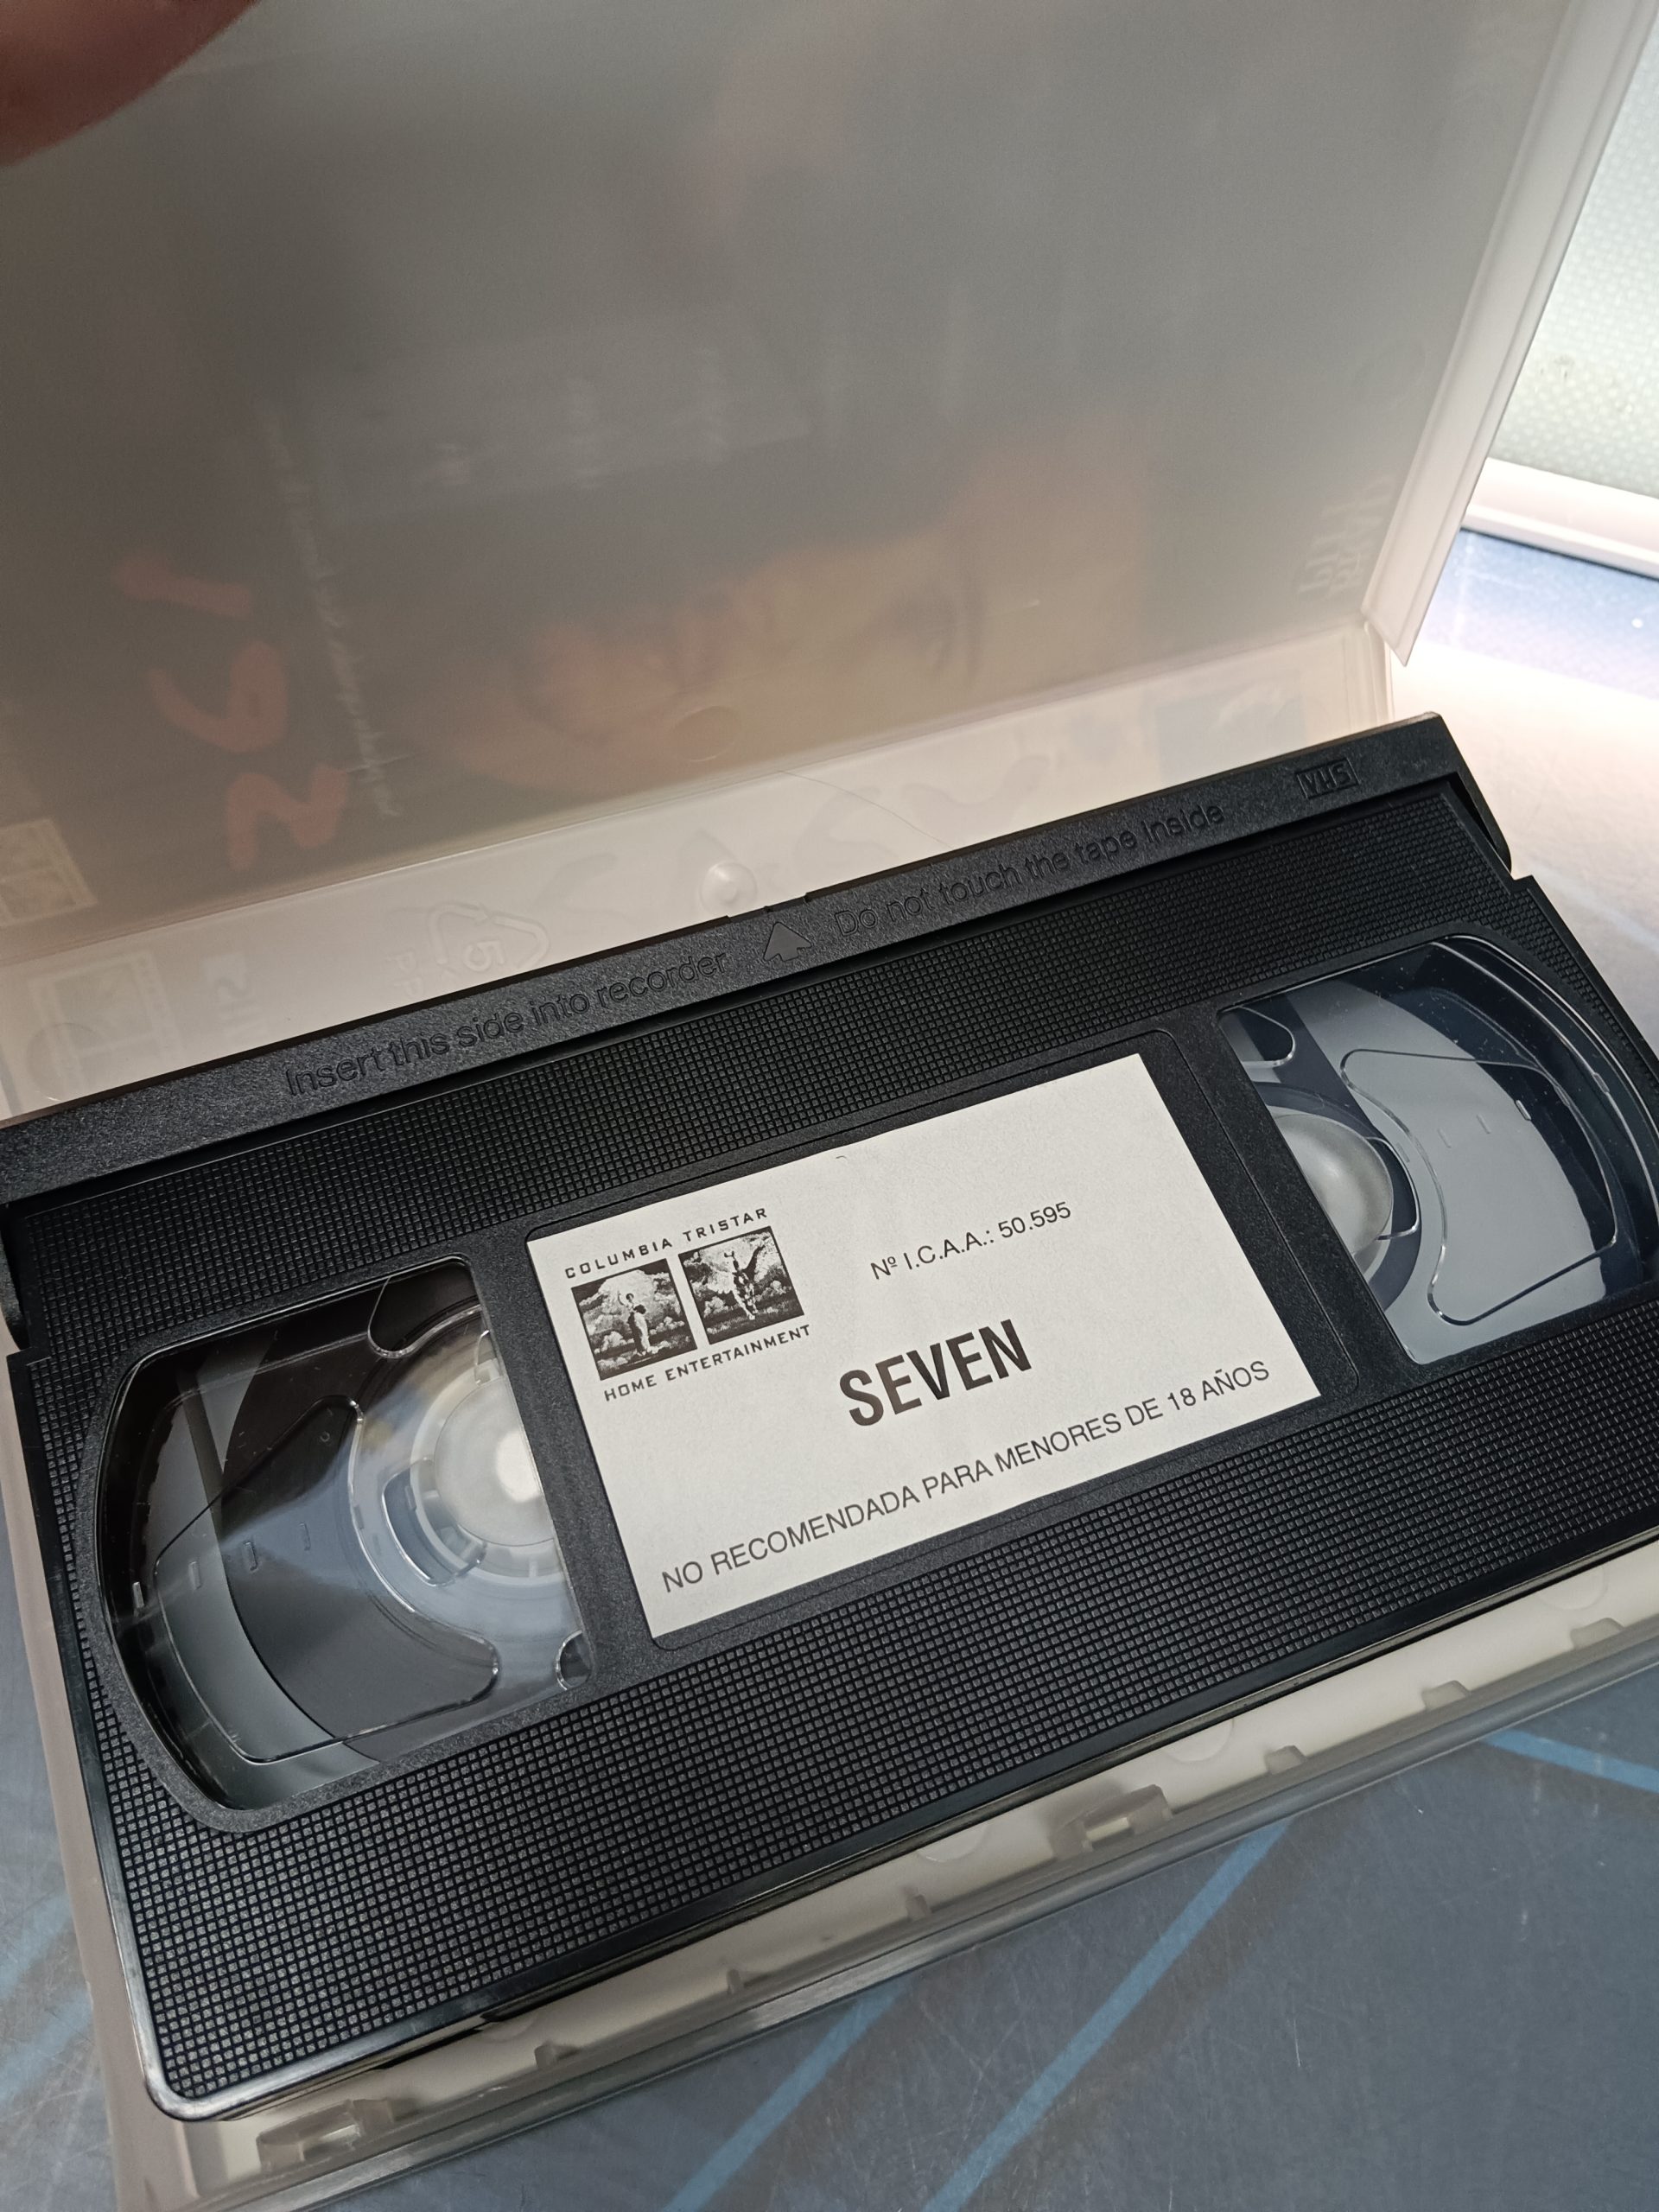 Insert this side into recorder
Do not touch the tape inside
VHS
COLUMBIA TRISTAR
HOME ENTERTAINMENT
Nº I.C.A.A.: 50.595
SEVEN
NO RECOMENDADA PARA MENORES DE 18 AÑOS